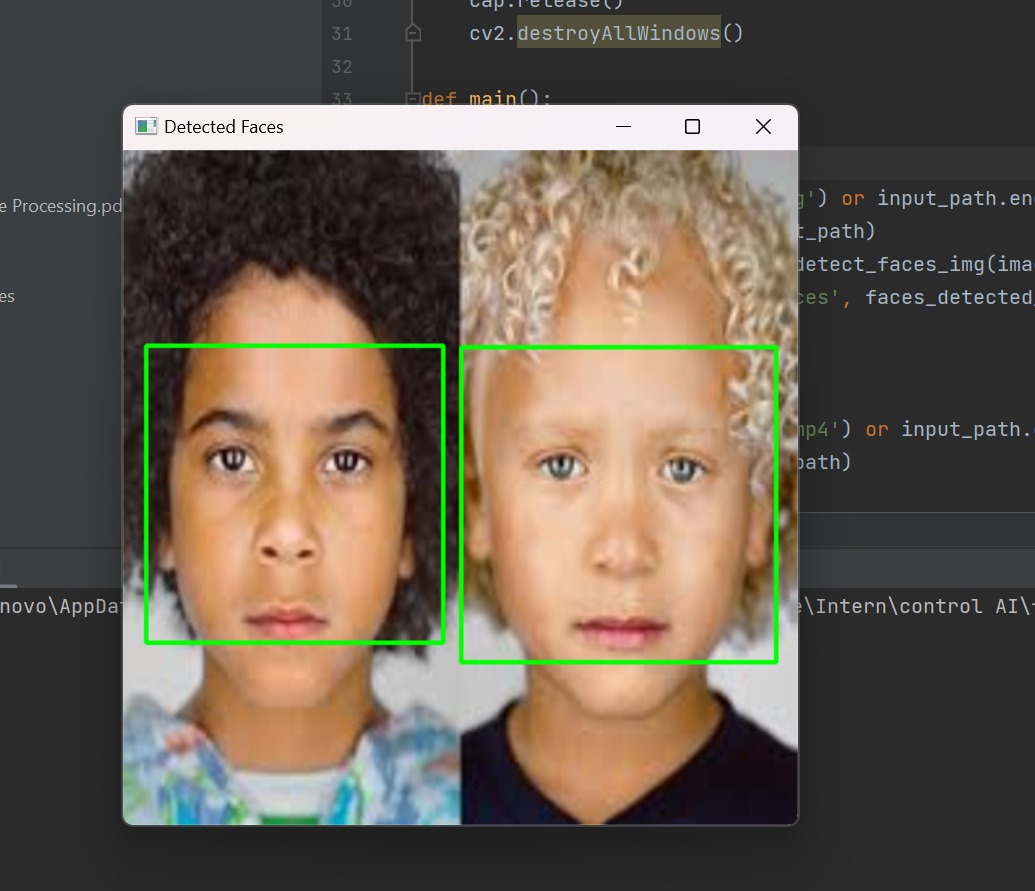 30 cap.release()
31 cv2.destroyAllWindows()
32
33 def main():
Detected Faces
e Processing.pd
') or input_path.en
t_path)
detect_faces_img(ima
es
ces', faces_detected
mp4') or input_path.
path)
novo\AppDat
e\Intern\control AI\